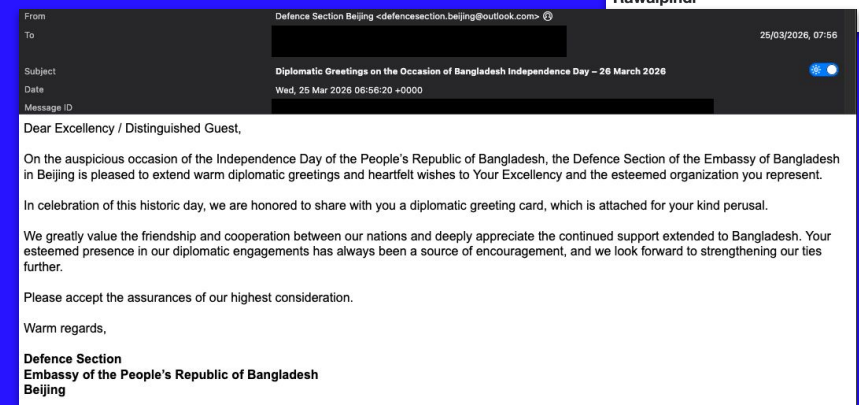 From Defence Section Beijing <defencesection.beijing@outlook.com>
To 25/03/2026, 07:56
Subject Diplomatic Greetings on the Occasion of Bangladesh Independence Day – 26 March 2026
Date Wed, 25 Mar 2026 06:56:20 +0000
Message ID
Dear Excellency / Distinguished Guest,
On the auspicious occasion of the Independence Day of the People's Republic of Bangladesh, the Defence Section of the Embassy of Bangladesh
in Beijing is pleased to extend warm diplomatic greetings and heartfelt wishes to Your Excellency and the esteemed organization you represent.
In celebration of this historic day, we are honored to share with you a diplomatic greeting card, which is attached for your kind perusal.
We greatly value the friendship and cooperation between our nations and deeply appreciate the continued support extended to Bangladesh. Your
esteemed presence in our diplomatic engagements has always been a source of encouragement, and we look forward to strengthening our ties
further.
Please accept the assurances of our highest consideration.
Warm regards,
Defence Section
Embassy of the People's Republic of Bangladesh
Beijing